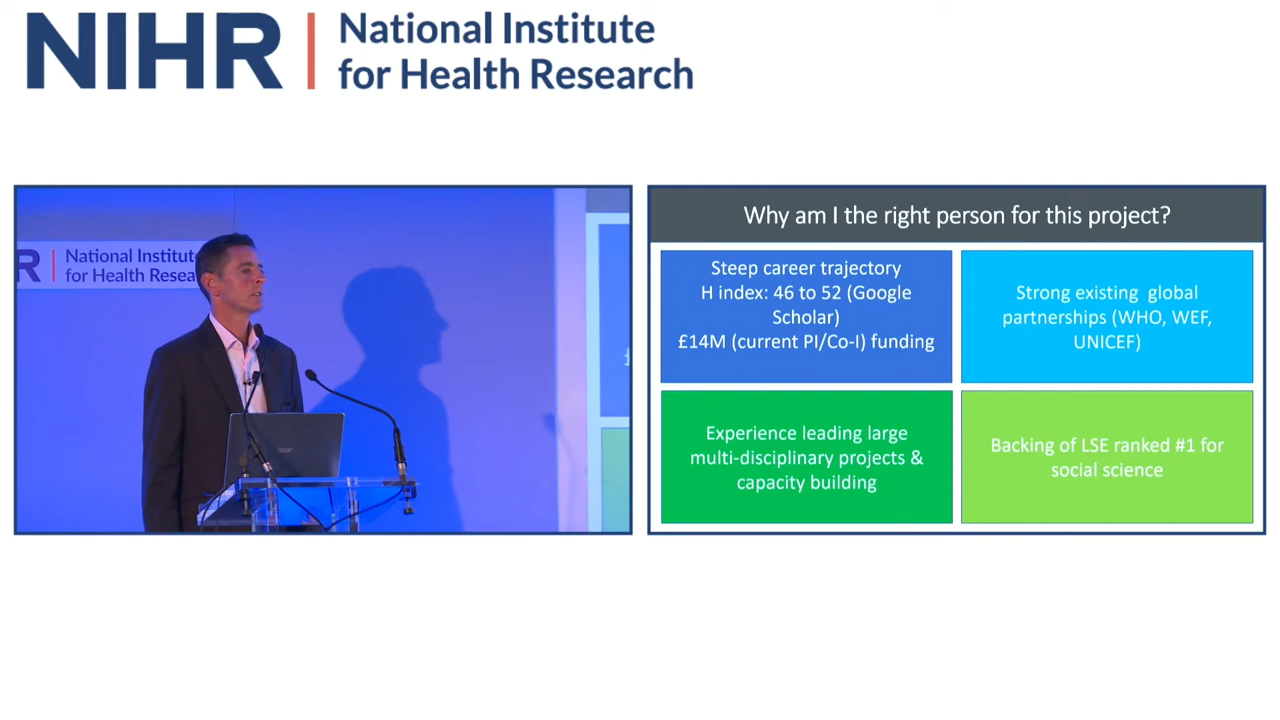 NIHR
National Institute
for Health Research
R
National Institute
for Health Resea
acer
Why am I the right person for this project?
Steep career trajectory
H index: 46 to 52 (Google
Scholar)
£14M (current PI/Co-I) funding
Strong existing  global
partnerships (WHO, WEF,
UNICEF)
Experience leading large
multi-disciplinary projects &
capacity building
Backing of LSE ranked #1 for
social science